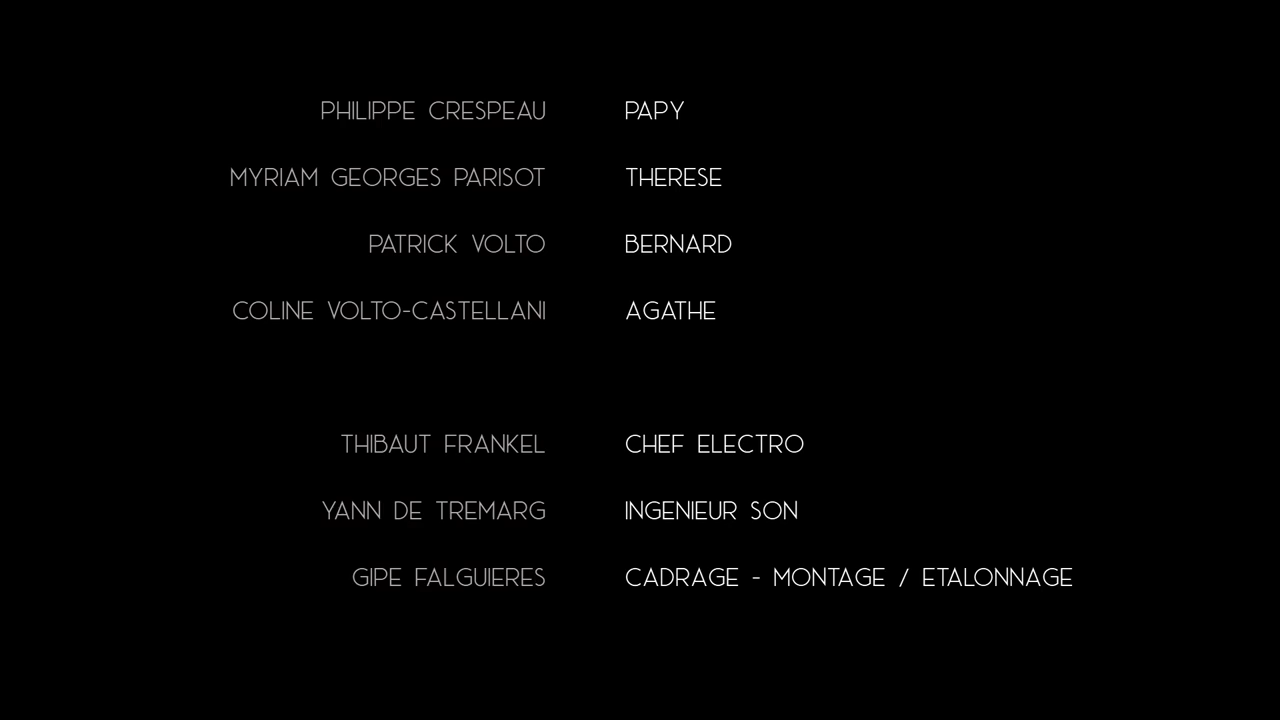 PHILIPPE CRESPEAU PAPY
MYRIAM GEORGES PARISOT THERESE
PATRICK VOLTO BERNARD
COLINE VOLTO-CASTELLANI AGATHE
THIBAUT FRANKEL CHEF ELECTRO
YANN DE TREMARG INGENIEUR SON
GIPE FALGUIERES CADRAGE - MONTAGE / ETALONNAGE